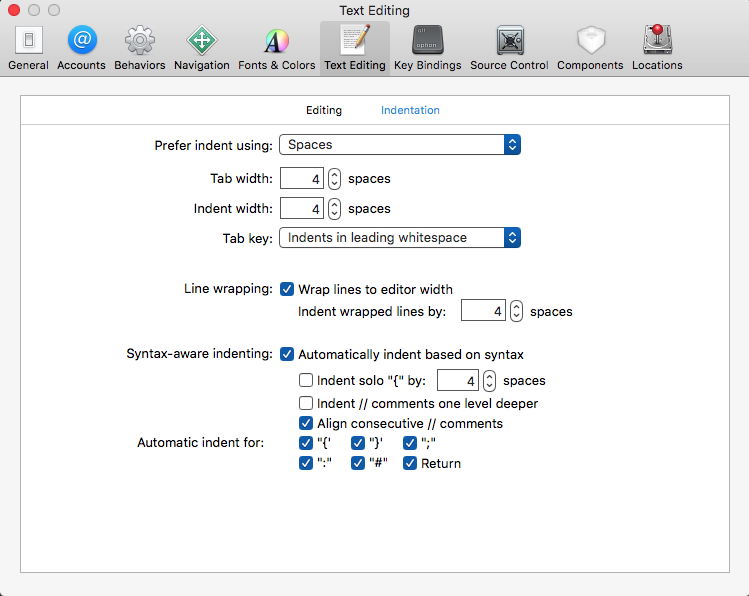 Text Editing
General Accounts Behaviors Navigation Fonts & Colors Text Editing Key Bindings Source Control Components Locations
Editing Indentation
Prefer indent using: Spaces
Tab width: 4 spaces
Indent width: 4 spaces
Tab key: Indents in leading whitespace
Line wrapping: Wrap lines to editor width
Indent wrapped lines by: 4 spaces
Syntax-aware indenting: Automatically indent based on syntax
Indent solo "{" by: 4 spaces
Indent // comments one level deeper
Align consecutive // comments
Automatic indent for: "{' "}' ";"
":" "#" Return